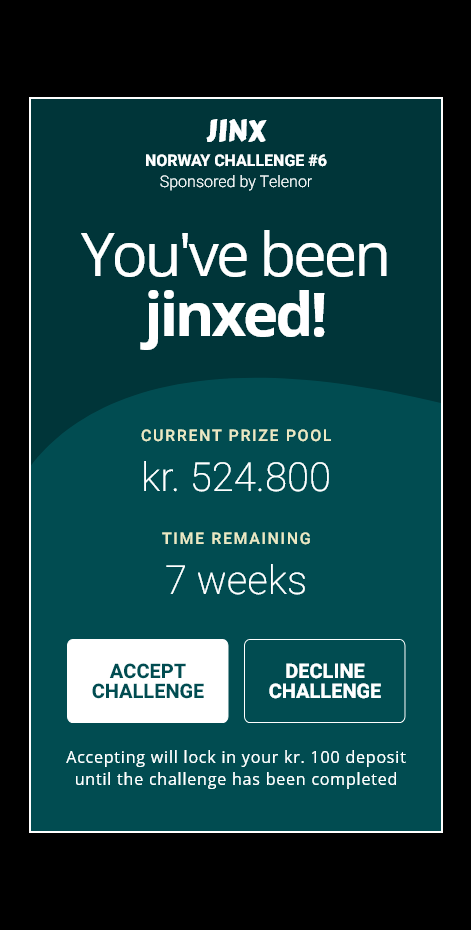 JINX
NORWAY CHALLENGE #6
Sponsored by Telenor
You've been
jinxed!
CURRENT PRIZE POOL
kr. 524.800
TIME REMAINING
7 weeks
ACCEPT
CHALLENGE
DECLINE
CHALLENGE
Accepting will lock in your kr. 100 deposit
until the challenge has been completed